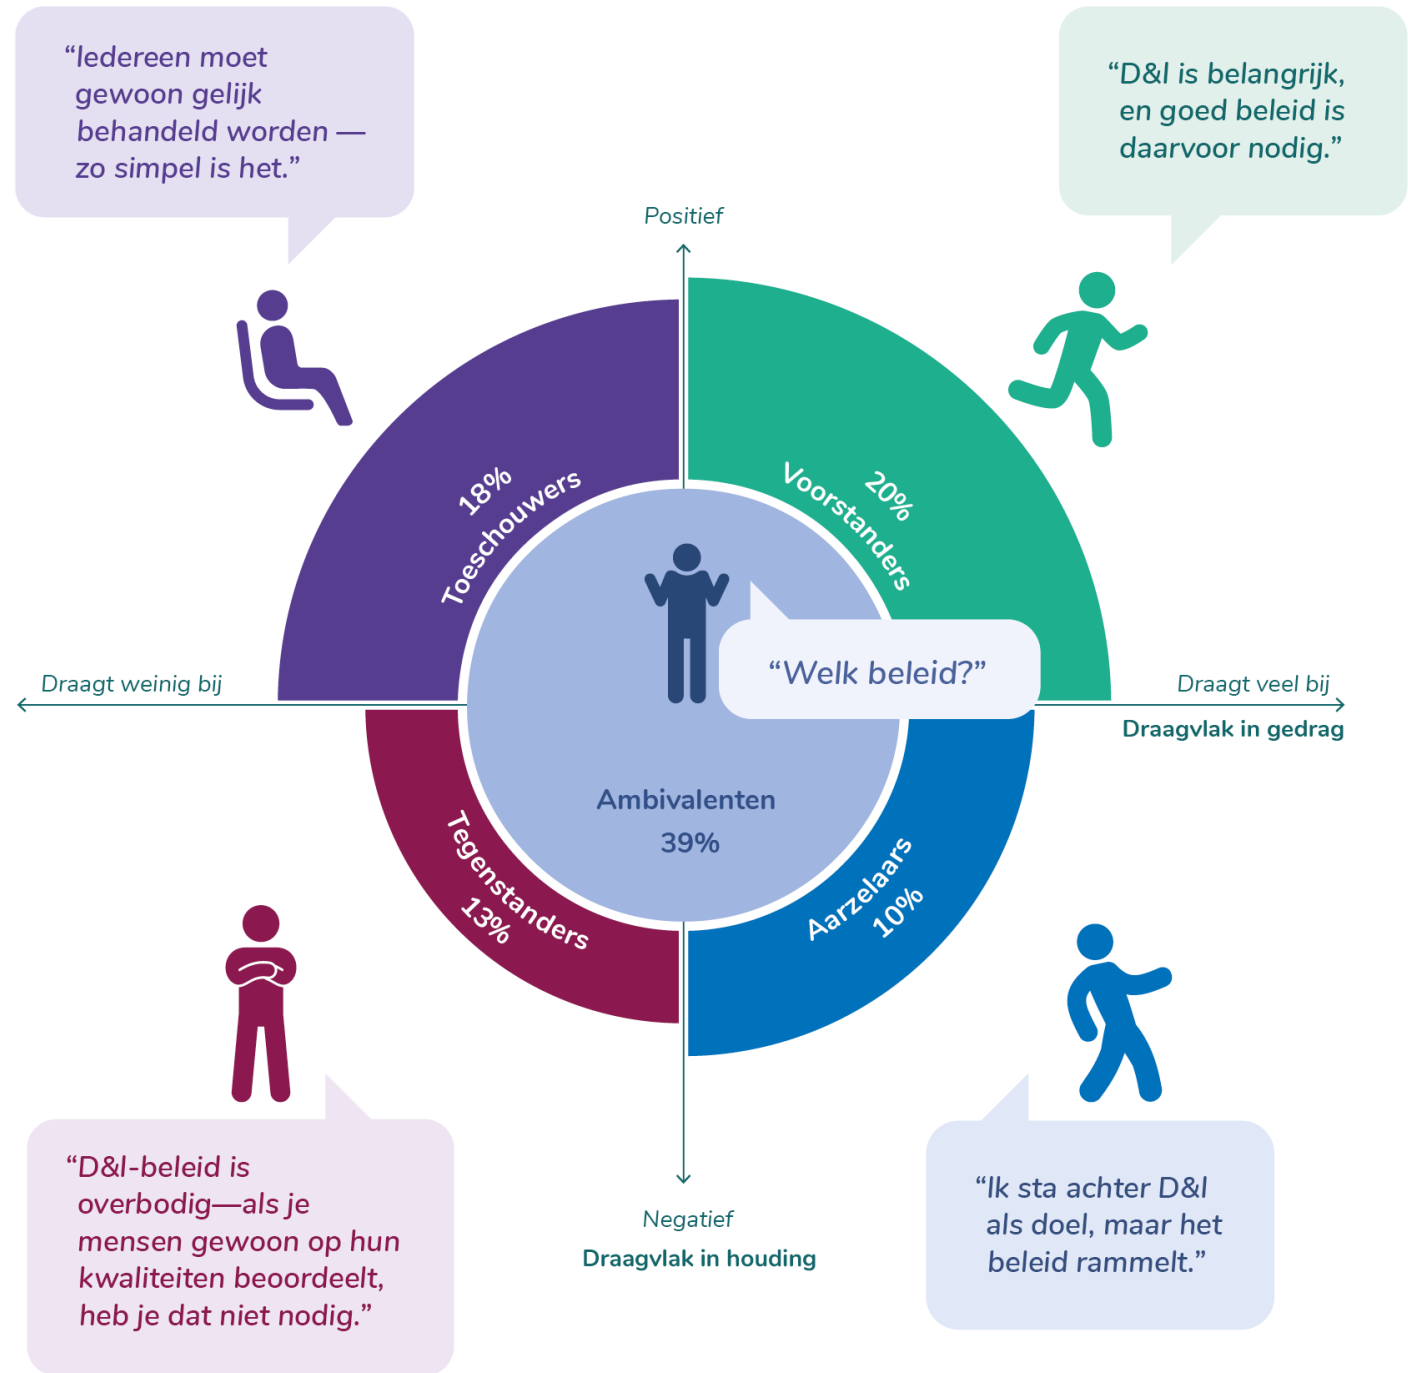 “Iedereen moet
gewoon gelijk
behandeld worden —
zo simpel is het.”
“D&I is belangrijk,
en goed beleid is
daarvoor nodig.”
Positief
18%
Toeschouwers
20%
Voorstanders
“Welk beleid?”
Draagt weinig bij
Draagt veel bij
Draagvlak in gedrag
Ambivalenten
39%
Tegenstanders
13%
Aarzelaars
10%
“D&I-beleid is
overbodig—als je
mensen gewoon op hun
kwaliteiten beoordeelt,
heb je dat niet nodig.”
“Ik sta achter D&I
als doel, maar het
beleid rammelt.”
Negatief
Draagvlak in houding